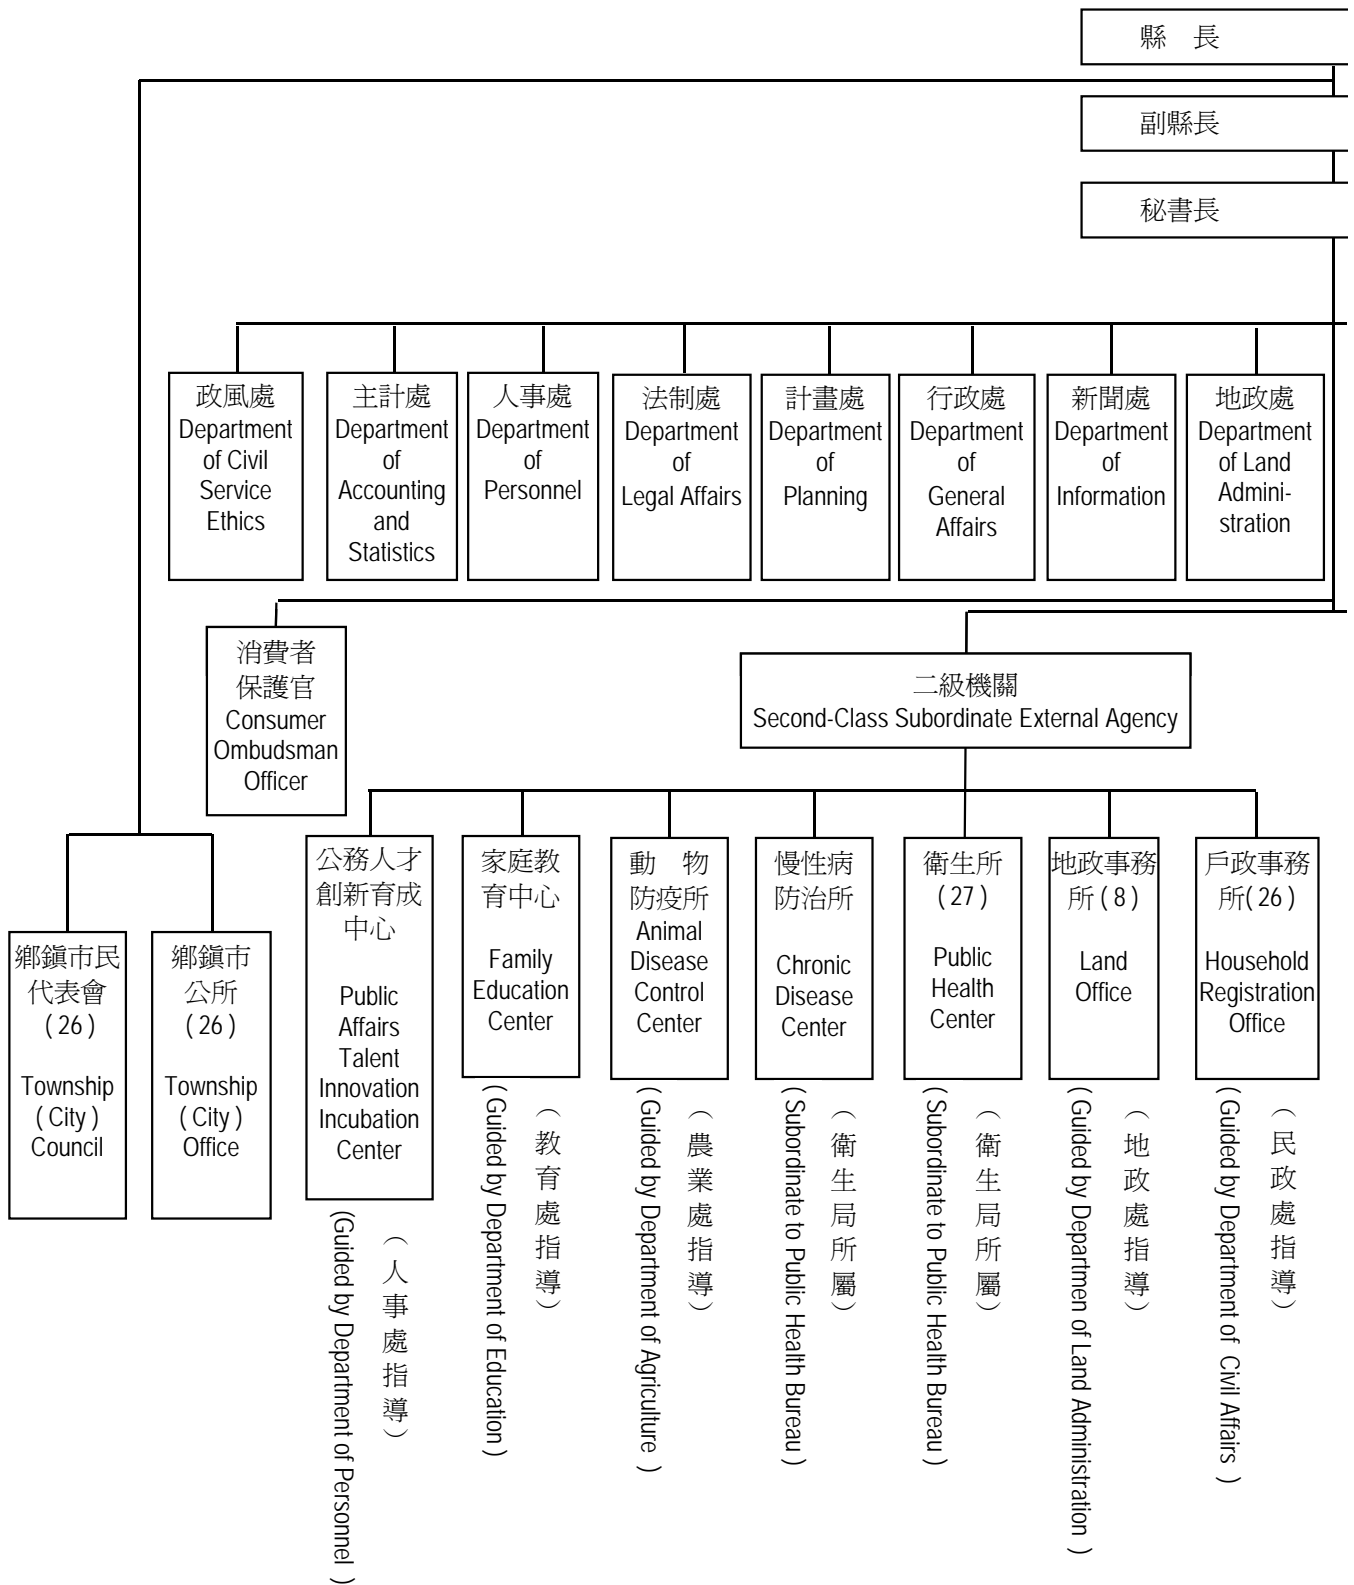 縣　長
副縣長
秘書長
政風處
Department
of Civil
Service
Ethics
主計處
Department
of
Accounting
and
Statistics
人事處
Department
of
Personnel
法制處
Department
of
Legal Affairs
計畫處
Department
of
Planning
行政處
Department
of
General
Affairs
新聞處
Department
of
Information
地政處
Department
of Land
Admini-
stration
消費者
保護官
Consumer
Ombudsman
Officer
二級機關
Second-Class Subordinate External Agency
鄉鎮市民
代表會
( 26 )
Township
( City )
Council
鄉鎮市
公所
( 26 )
Township
( City )
Office
公務人才
創新育成
中心
Public
Affairs
Talent
Innovation
Incubation
Center
（人事處指導）
(Guided by Department of Personnel )
家庭教
育中心
Family
Education
Center
（教育處指導）
( Guided by Department of Education )
動　物
防疫所
Animal
Disease
Control
Center
（農業處指導）
( Guided by Department of Agriculture )
慢性病
防治所
Chronic
Disease
Center
（衛生局所屬）
( Subordinate to Public Health Bureau )
衛生所
( 27 )
Public
Health
Center
（衛生局所屬）
( Subordinate to Public Health Bureau )
地政事務
所 ( 8 )
Land
Office
（地政處指導）
( Guided by Departmen of Land Administration )
戶政事務
所( 26 )
Household
Registration
Office
（民政處指導）
( Guided by Department of Civil Affairs )